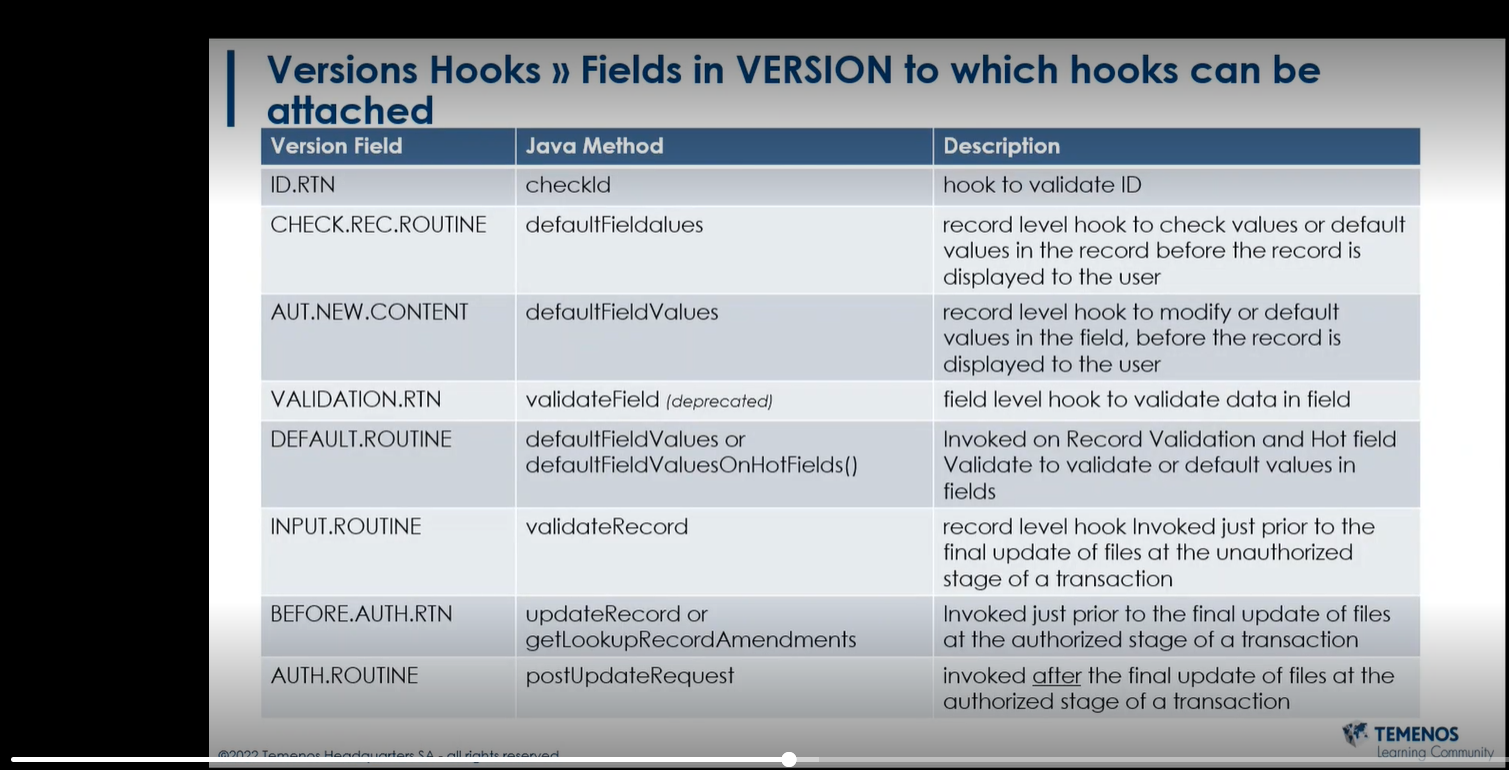 Versions Hooks » Fields in VERSION to which hooks can be
attached
Version Field Java Method Description
ID.RTN checkId hook to validate ID
CHECK.REC.ROUTINE defaultFieldalues record level hook to check values or default
values in the record before the record is
displayed to the user
AUT.NEW.CONTENT defaultFieldValues record level hook to modify or default
values in the field, before the record is
displayed to the user
VALIDATION.RTN validateField (deprecated) field level hook to validate data in field
DEFAULT.ROUTINE defaultFieldValues or Invoked on Record Validation and Hot field
defaultFieldValuesOnHotFields() Validate to validate or default values in
fields
INPUT.ROUTINE validateRecord record level hook Invoked just prior to the
final update of files at the unauthorized
stage of a transaction
BEFORE.AUTH.RTN updateRecord or Invoked just prior to the final update of files
getLookupRecordAmendments at the authorized stage of a transaction
AUTH.ROUTINE postUpdateRequest invoked after the final update of files at the
authorized stage of a transaction
TEMENOS
Learning Community
©2022 Temenos Headquarters SA - all rights reserved